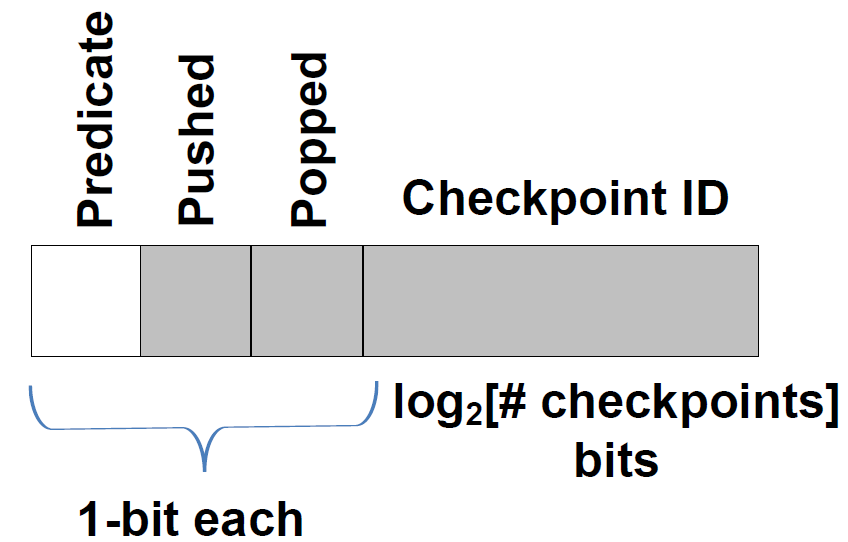 Predicate
Pushed
Popped
Checkpoint ID
log₂[# checkpoints]
bits
1-bit each